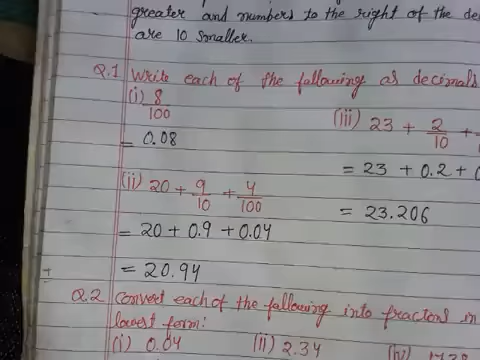 greater and numbers to the right of the de
are 10 smaller.
Q.1 Write each of the following as decimals
(i) 8/100
= 0.08
(iii) 23 + 2/10 +
= 23 + 0.2 + 0
= 23.206
(ii) 20 + 9/10 + 4/100
= 20 + 0.9 + 0.04
= 20.94
Q.2 Convert each of the following into fractons in
lowest form:
(i) 0.04 (ii) 2.34 (iv)